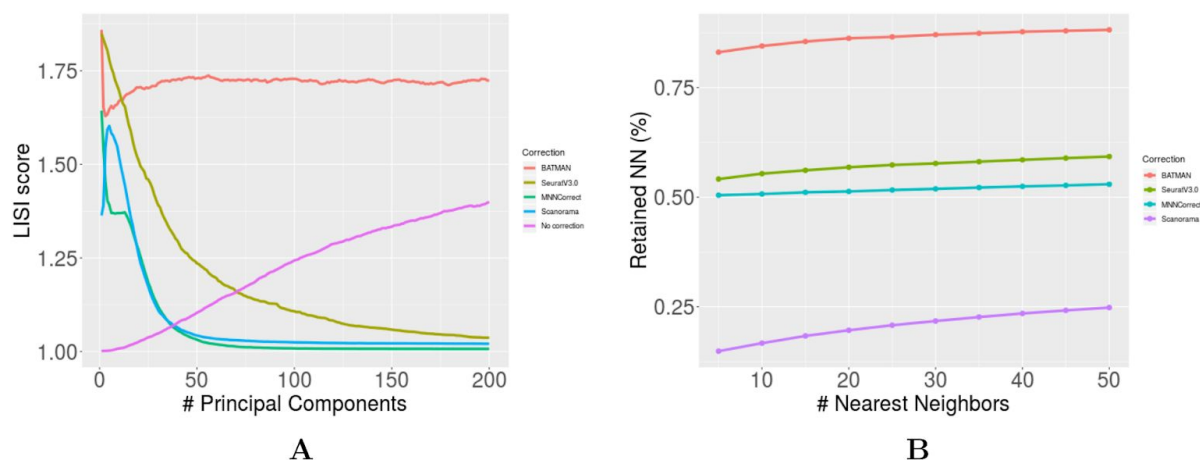 LISI score
1.75
1.50
1.25
1.00
0
50
100
150
200
# Principal Components
Correction
BATMAN
SeuratV3.0
MNNCorrect
Scanorama
No correction
A
Retained NN (%)
0.75
0.50
0.25
10
20
30
40
50
# Nearest Neighbors
Correction
BATMAN
SeuratV3.0
MNNCorrect
Scanorama
B